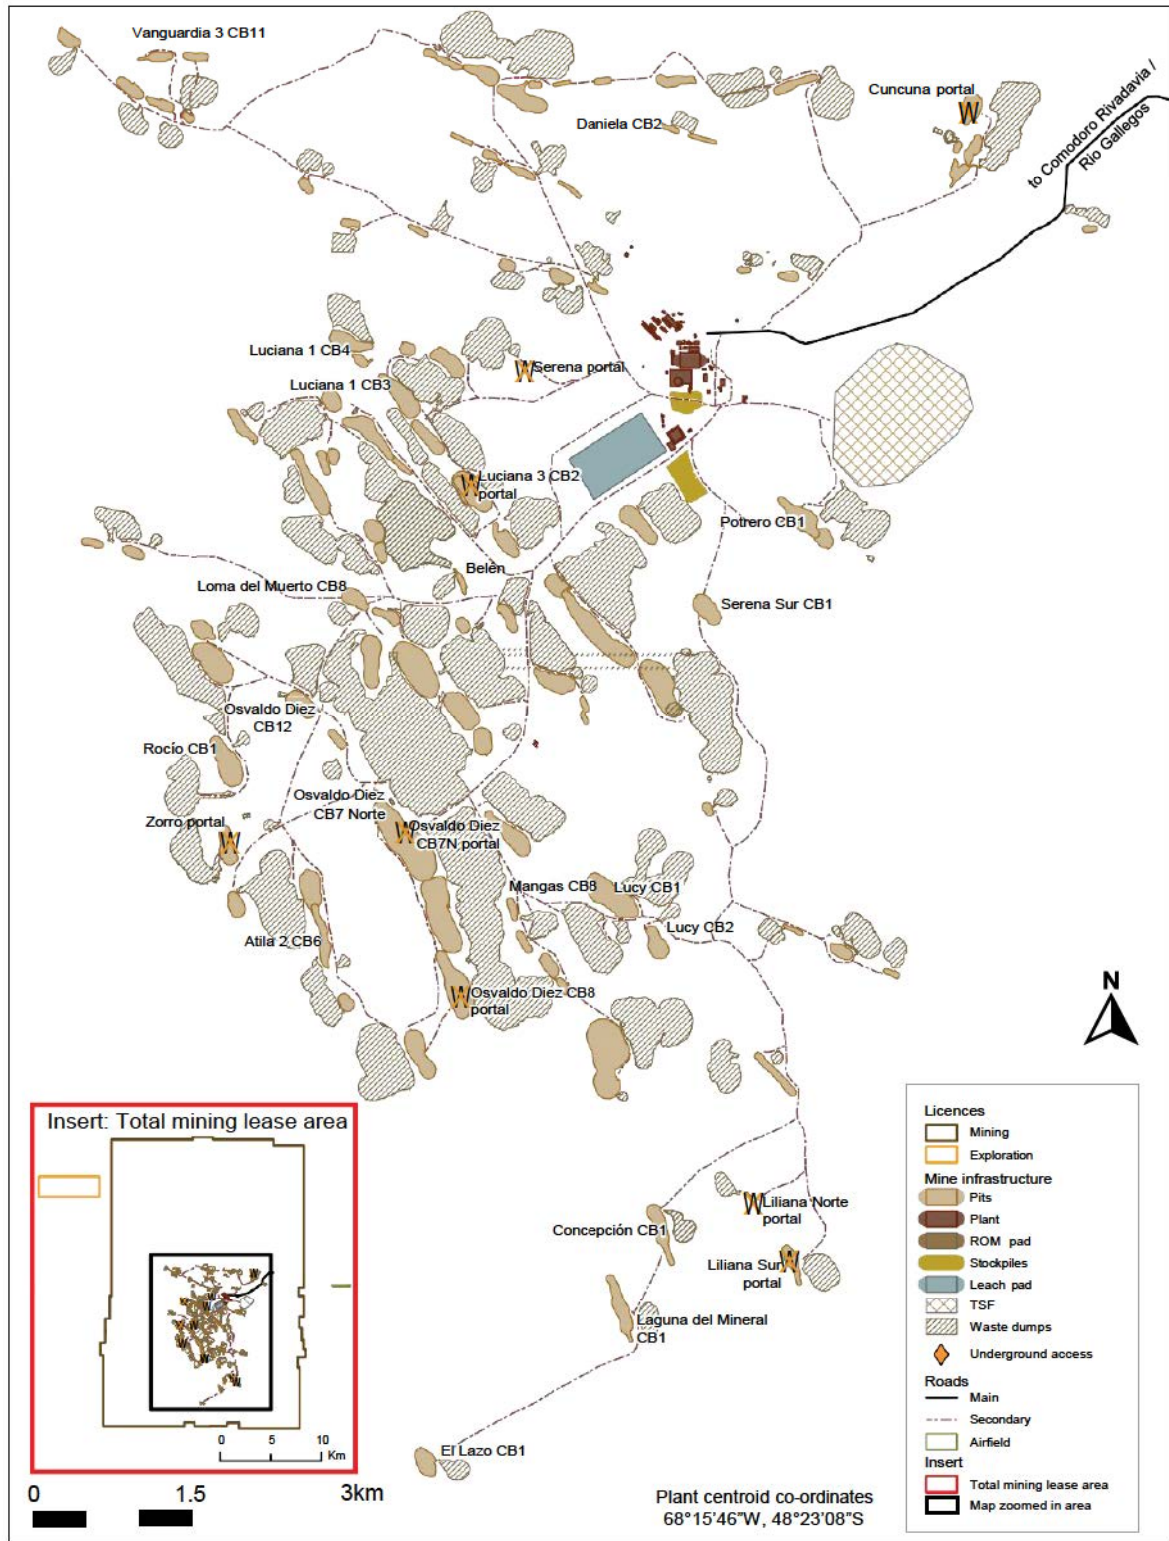 Vanguardia 3 CB11
Cuncuna portal
Daniela CB2
to Comodoro Rivadavia /
Rio Gallegos
Luciana 1 CB4
Serena portal
Luciana 1 CB3
Luciana 3 CB2
portal
Potrero CB1
Belén
Loma del Muerto CB8
Serena Sur CB1
Osvaldo Diez
CB12
Rocío CB1
Osvaldo Diez
CB7 Norte
Zorro portal
Osvaldo Diez
CB7N portal
Mangas CB8
Lucy CB1
Lucy CB2
Atila 2 CB6
Osvaldo Diez CB8
portal
N
Liliana Norte
portal
Concepción CB1
Liliana Sur
portal
Laguna del Mineral
CB1
El Lazo CB1
Insert: Total mining lease area
0 5 10
Km
0 1.5 3km
Plant centroid co-ordinates
68°15'46"W, 48°23'08"S
Licences
Mining
Exploration
Mine infrastructure
Pits
Plant
ROM pad
Stockpiles
Leach pad
TSF
Waste dumps
Underground access
Roads
Main
Secondary
Airfield
Insert
Total mining lease area
Map zoomed in area